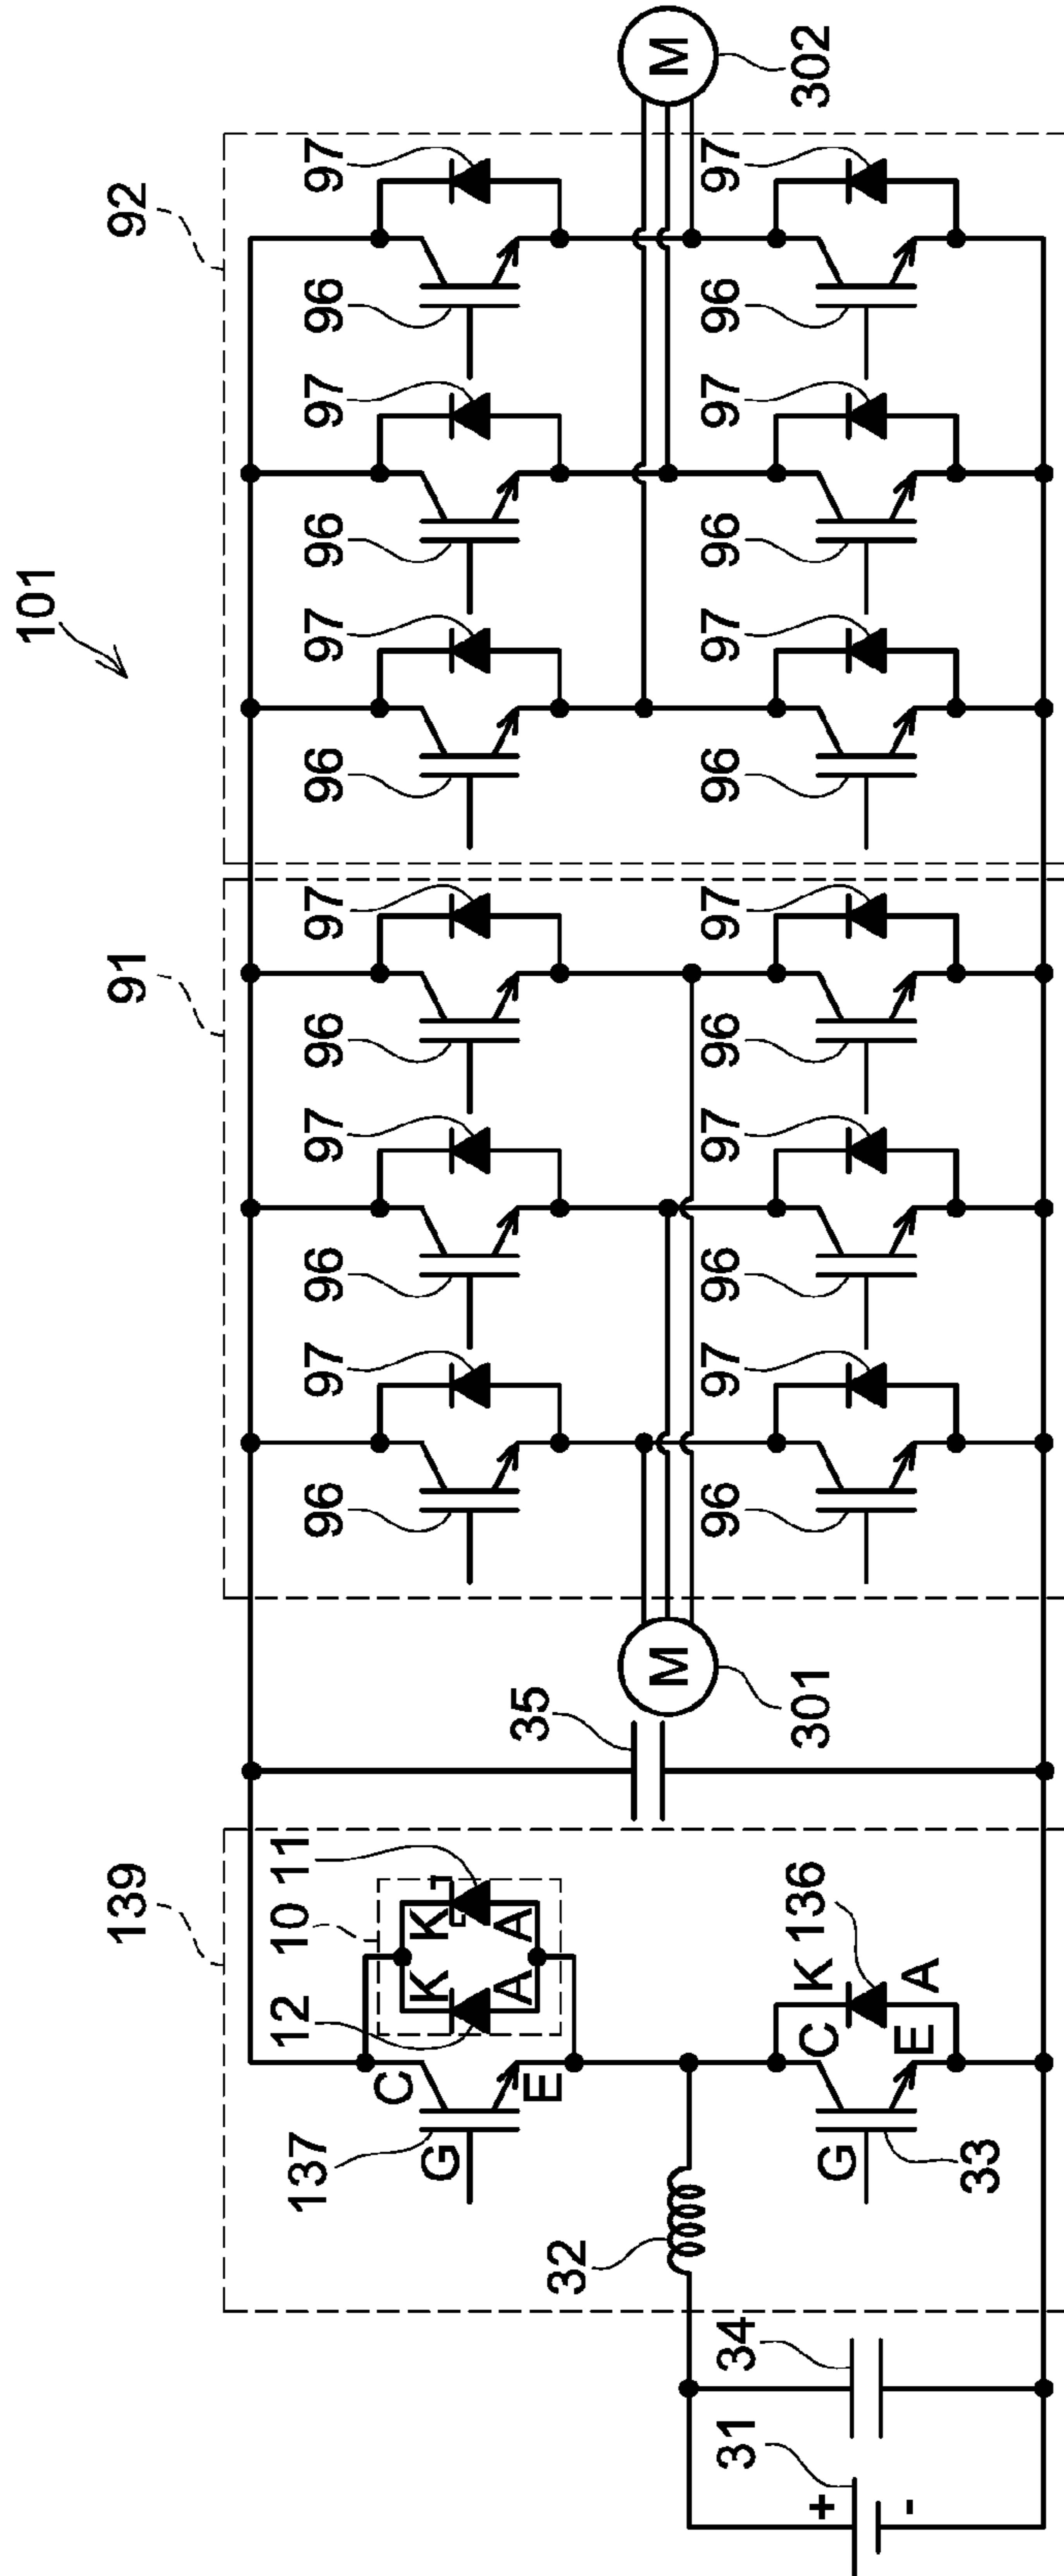 101
139 91 92
137 12 10 11 96 97 96 97 96 97 96 97 96 97 96 97
C K K
G
E A A 35
32
M M
31 34 96 97 96 97 96 97 96 97 96 97 96 97
+ G C K 136 301 302
- E A
33